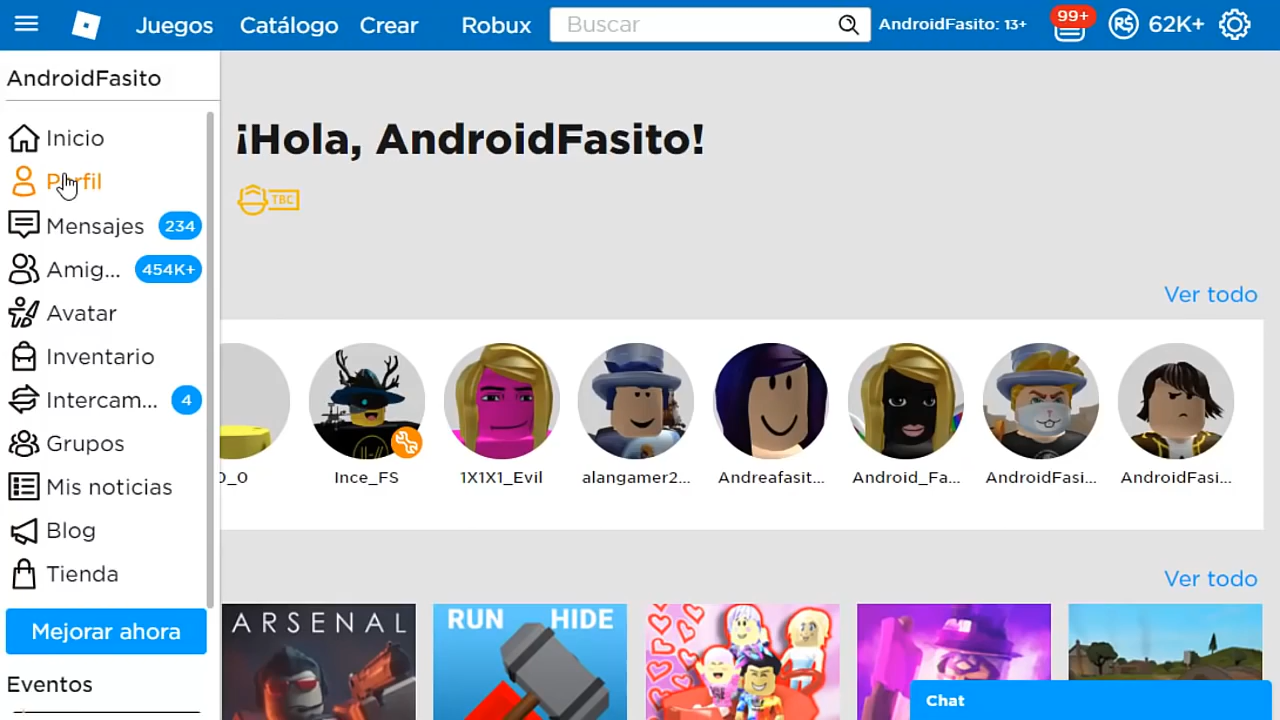 Juegos Catálogo Crear Robux Buscar AndroidFasito: 13+ 99+ R$ 62K+
AndroidFasito
Inicio
Perfil
Mensajes 234
Amig... 454K+
Avatar
Inventario
Intercam... 4
Grupos
Mis noticias
Blog
Tienda
Mejorar ahora
Eventos
¡Hola, AndroidFasito!
TBC
Ver todo
0_0 Ince_FS 1X1X1_Evil alangamer2... Andreafasit... Android_Fa... AndroidFasi... AndroidFasi...
Ver todo
ARSENAL RUN HIDE
Chat